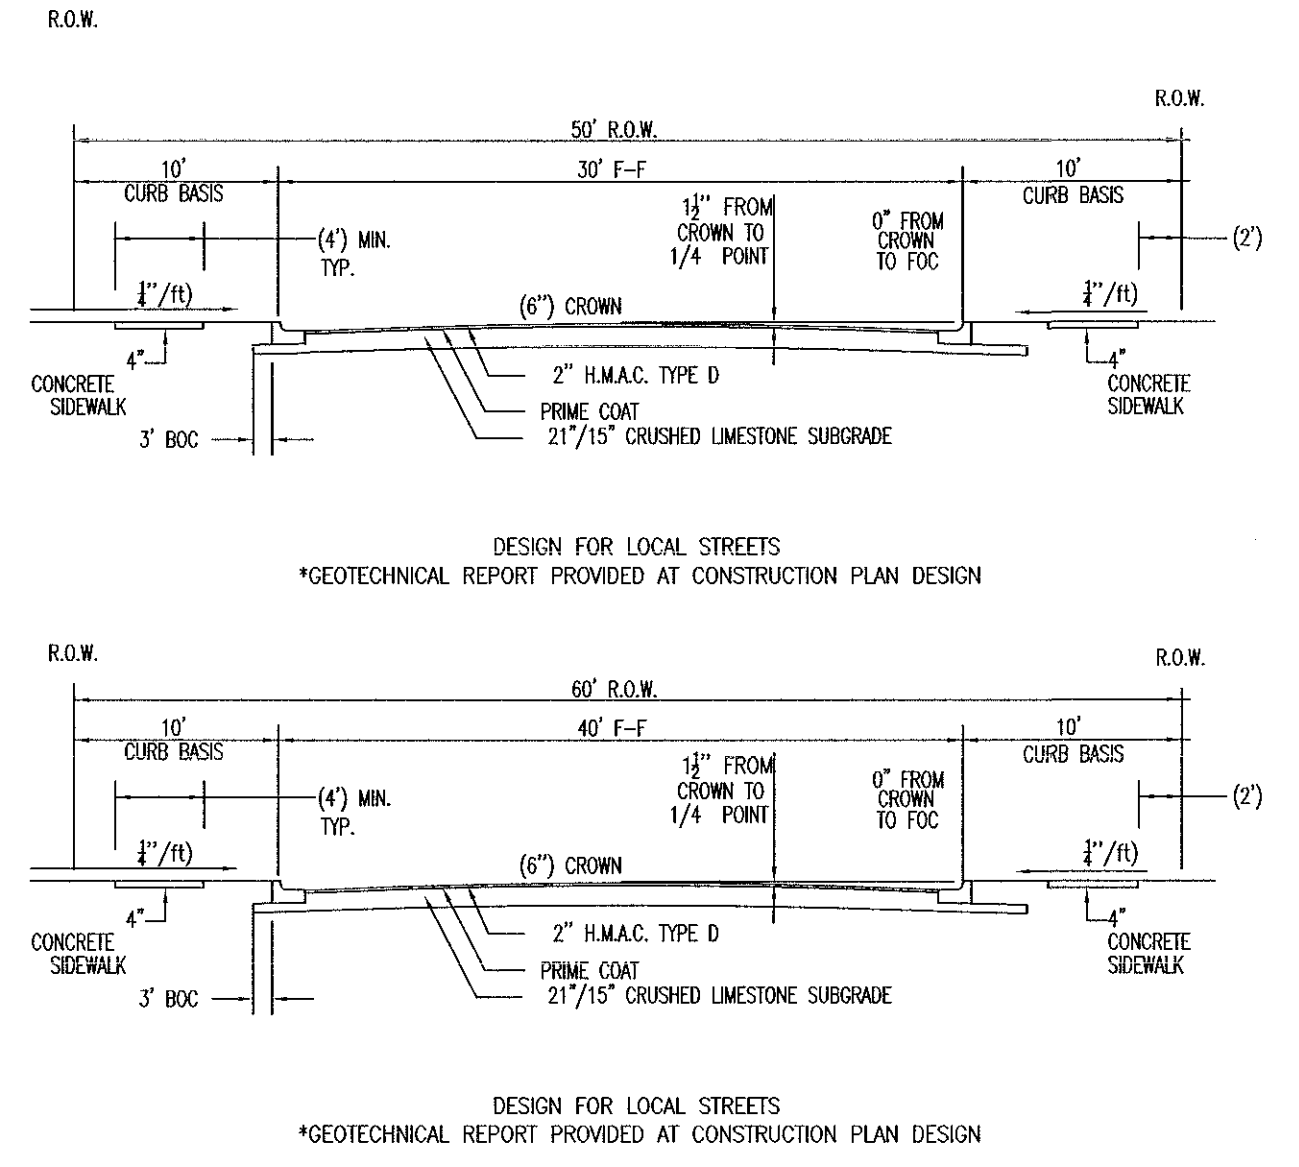 R.O.W.
R.O.W.
50' R.O.W.
10'
30' F-F
10'
CURB BASIS
CURB BASIS
1½" FROM
CROWN TO
1/4 POINT
0" FROM
CROWN
TO FOC
(4') MIN.
TYP.
(2')
¼"/ft)
¼"/ft)
(6") CROWN
4"
CONCRETE
SIDEWALK
4"
CONCRETE
SIDEWALK
2" H.M.A.C. TYPE D
PRIME COAT
21"/15" CRUSHED LIMESTONE SUBGRADE
3' BOC
DESIGN FOR LOCAL STREETS
*GEOTECHNICAL REPORT PROVIDED AT CONSTRUCTION PLAN DESIGN
R.O.W.
R.O.W.
60' R.O.W.
10'
40' F-F
10'
CURB BASIS
CURB BASIS
1½" FROM
CROWN TO
1/4 POINT
0" FROM
CROWN
TO FOC
(4') MIN.
TYP.
(2')
¼"/ft)
¼"/ft)
(6") CROWN
4"
CONCRETE
SIDEWALK
4"
CONCRETE
SIDEWALK
2" H.M.A.C. TYPE D
PRIME COAT
21"/15" CRUSHED LIMESTONE SUBGRADE
3' BOC
DESIGN FOR LOCAL STREETS
*GEOTECHNICAL REPORT PROVIDED AT CONSTRUCTION PLAN DESIGN